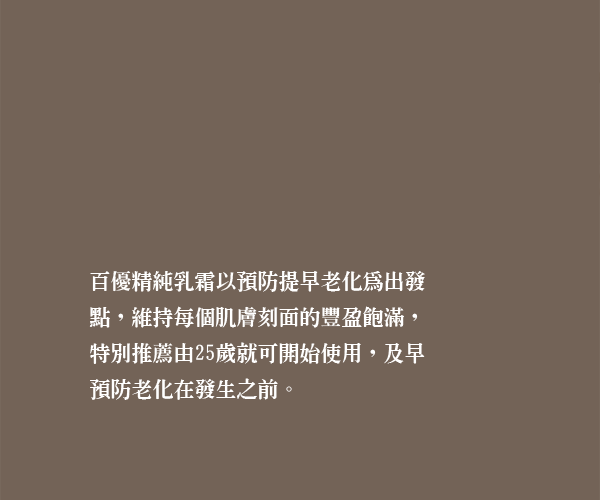 百優精純乳霜以預防提早老化爲出發
點，維持每個肌膚刻面的豐盈飽滿，
特別推薦由25歲就可開始使用，及早
預防老化在發生之前。